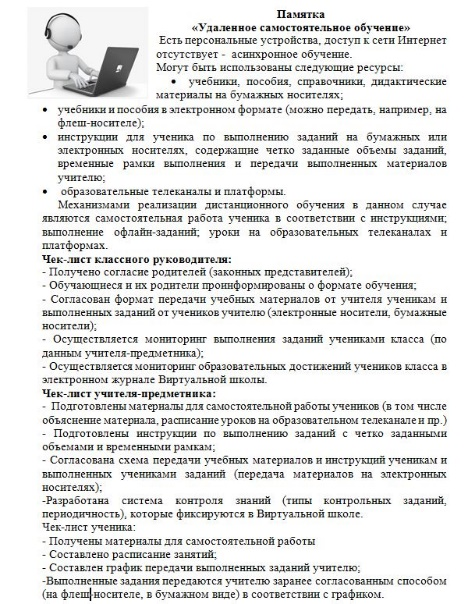 Памятка
«Удаленное самостоятельное обучение»
Есть персональные устройства, доступ к сети Интернет
отсутствует - асинхронное обучение.
Могут быть использованы следующие ресурсы:
• учебники, пособия, справочники, дидактические
материалы на бумажных носителях;
• учебники и пособия в электронном формате (можно передать, например, на
флеш-носителе);
• инструкции для ученика по выполнению заданий на бумажных или
электронных носителях, содержащие четко заданные объемы заданий,
временные рамки выполнения и передачи выполненных материалов
учителю;
• образовательные телеканалы и платформы.
Механизмами реализации дистанционного обучения в данном случае
являются самостоятельная работа ученика в соответствии с инструкциями;
выполнение офлайн-заданий; уроки на образовательных телеканалах и
платформах.
Чек-лист классного руководителя:
- Получено согласие родителей (законных представителей);
- Обучающиеся и их родители проинформированы о формате обучения;
- Согласован формат передачи учебных материалов от учителя ученикам и
выполненных заданий от учеников учителю (электронные носители, бумажные
носители);
- Осуществляется мониторинг выполнения заданий учениками класса (по
данным учителя-предметника);
- Осуществляется мониторинг образовательных достижений учеников класса в
электронном журнале Виртуальной школы.
Чек-лист учителя-предметника:
- Подготовлены материалы для самостоятельной работы учеников (в том числе
объяснение материала, расписание уроков на образовательном телеканале и пр.)
- Подготовлены инструкции по выполнению заданий с четко заданными
объемами и временными рамкам;
- Согласована схема передачи учебных материалов и инструкций ученикам и
выполненных учениками заданий (передача материалов на электронных
носителях);
-Разработана система контроля знаний (типы контрольных заданий,
периодичность), которые фиксируются в Виртуальной школе.
Чек-лист ученика:
- Получены материалы для самостоятельной работы
- Составлено расписание занятий;
- Составлен график передачи выполненных заданий учителю;
-Выполненные задания передаются учителю заранее согласованным способом
(на флеш-носителе, в бумажном виде) в соответствии с графиком.